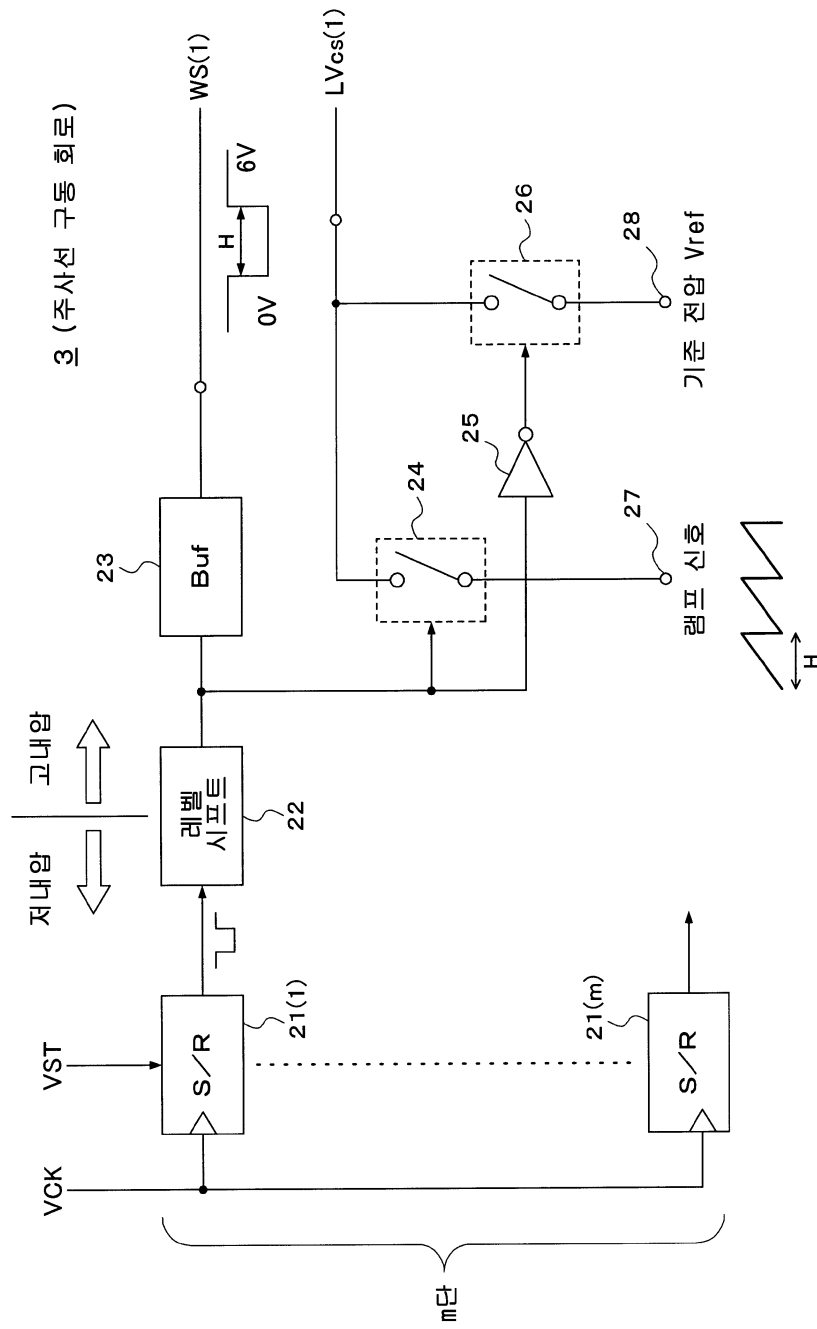 3 (주사선 구동 회로)
저내압
고내압
VCK
VST
S/R
21(1)
레벨
시프트
22
Buf
23
WS(1)
H
0V
6V
LVcs(1)
24
25
26
27
램프 신호
H
28
기준 전압 Vref
S/R
21(m)
m단